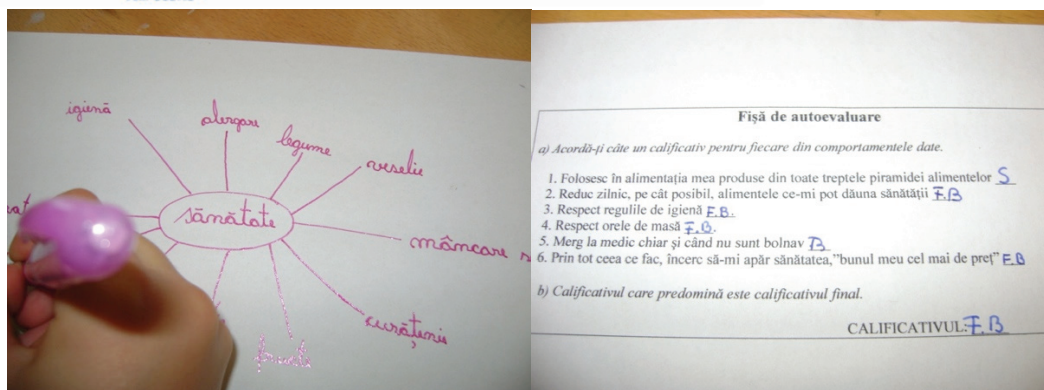 igienă
alergare
legume
veselie
sănătate
mâncare
curățenie
fructe
Fișă de autoevaluare
a) Acordă-ți câte un calificativ pentru fiecare din comportamentele date.
1. Folosesc în alimentația mea produse din toate treptele piramidei alimentelor S
2. Reduc zilnic, pe cât posibil, alimentele ce-mi pot dăuna sănătății F.B
3. Respect regulile de igienă F.B.
4. Respect orele de masă F.B.
5. Merg la medic chiar și când nu sunt bolnav B
6. Prin tot ceea ce fac, încerc să-mi apăr sănătatea,"bunul meu cel mai de preț" F.B
b) Calificativul care predomină este calificativul final.
CALIFICATIVUL:F.B